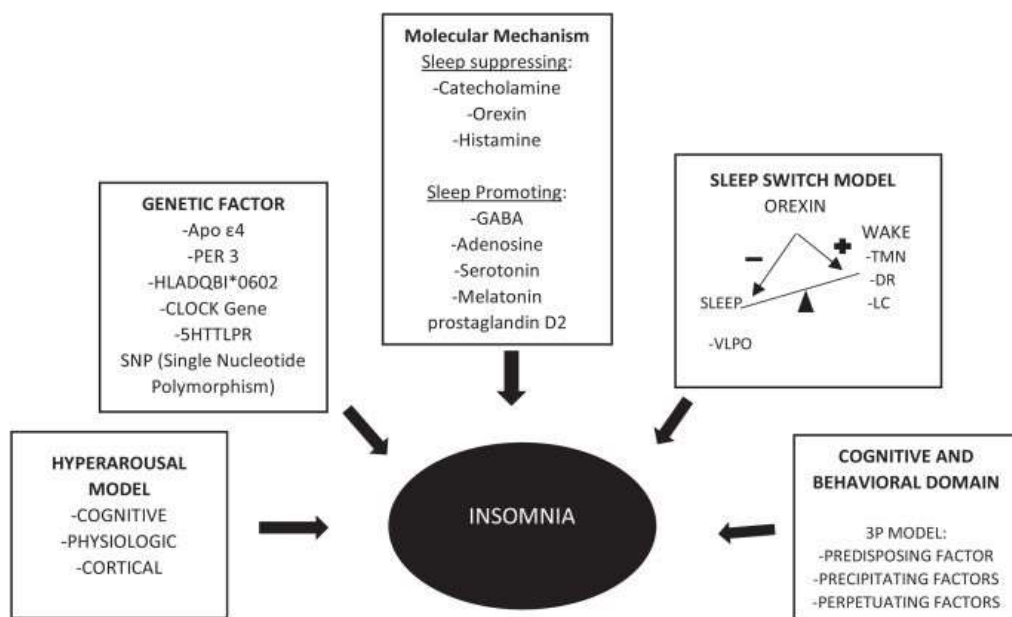 Molecular Mechanism
Sleep suppressing:
-Catecholamine
-Orexin
-Histamine
Sleep Promoting:
-GABA
-Adenosine
-Serotonin
-Melatonin
prostaglandin D2
GENETIC FACTOR
-Apo ε4
-PER 3
-HLADQBI*0602
-CLOCK Gene
-5HTTLPR
SNP (Single Nucleotide
Polymorphism)
SLEEP SWITCH MODEL
OREXIN
WAKE
-TMN
-DR
-LC
SLEEP
-VLPO
HYPERAROUSAL
MODEL
-COGNITIVE
-PHYSIOLOGIC
-CORTICAL
INSOMNIA
COGNITIVE AND
BEHAVIORAL DOMAIN
3P MODEL:
-PREDISPOSING FACTOR
-PRECIPITATING FACTORS
-PERPETUATING FACTORS